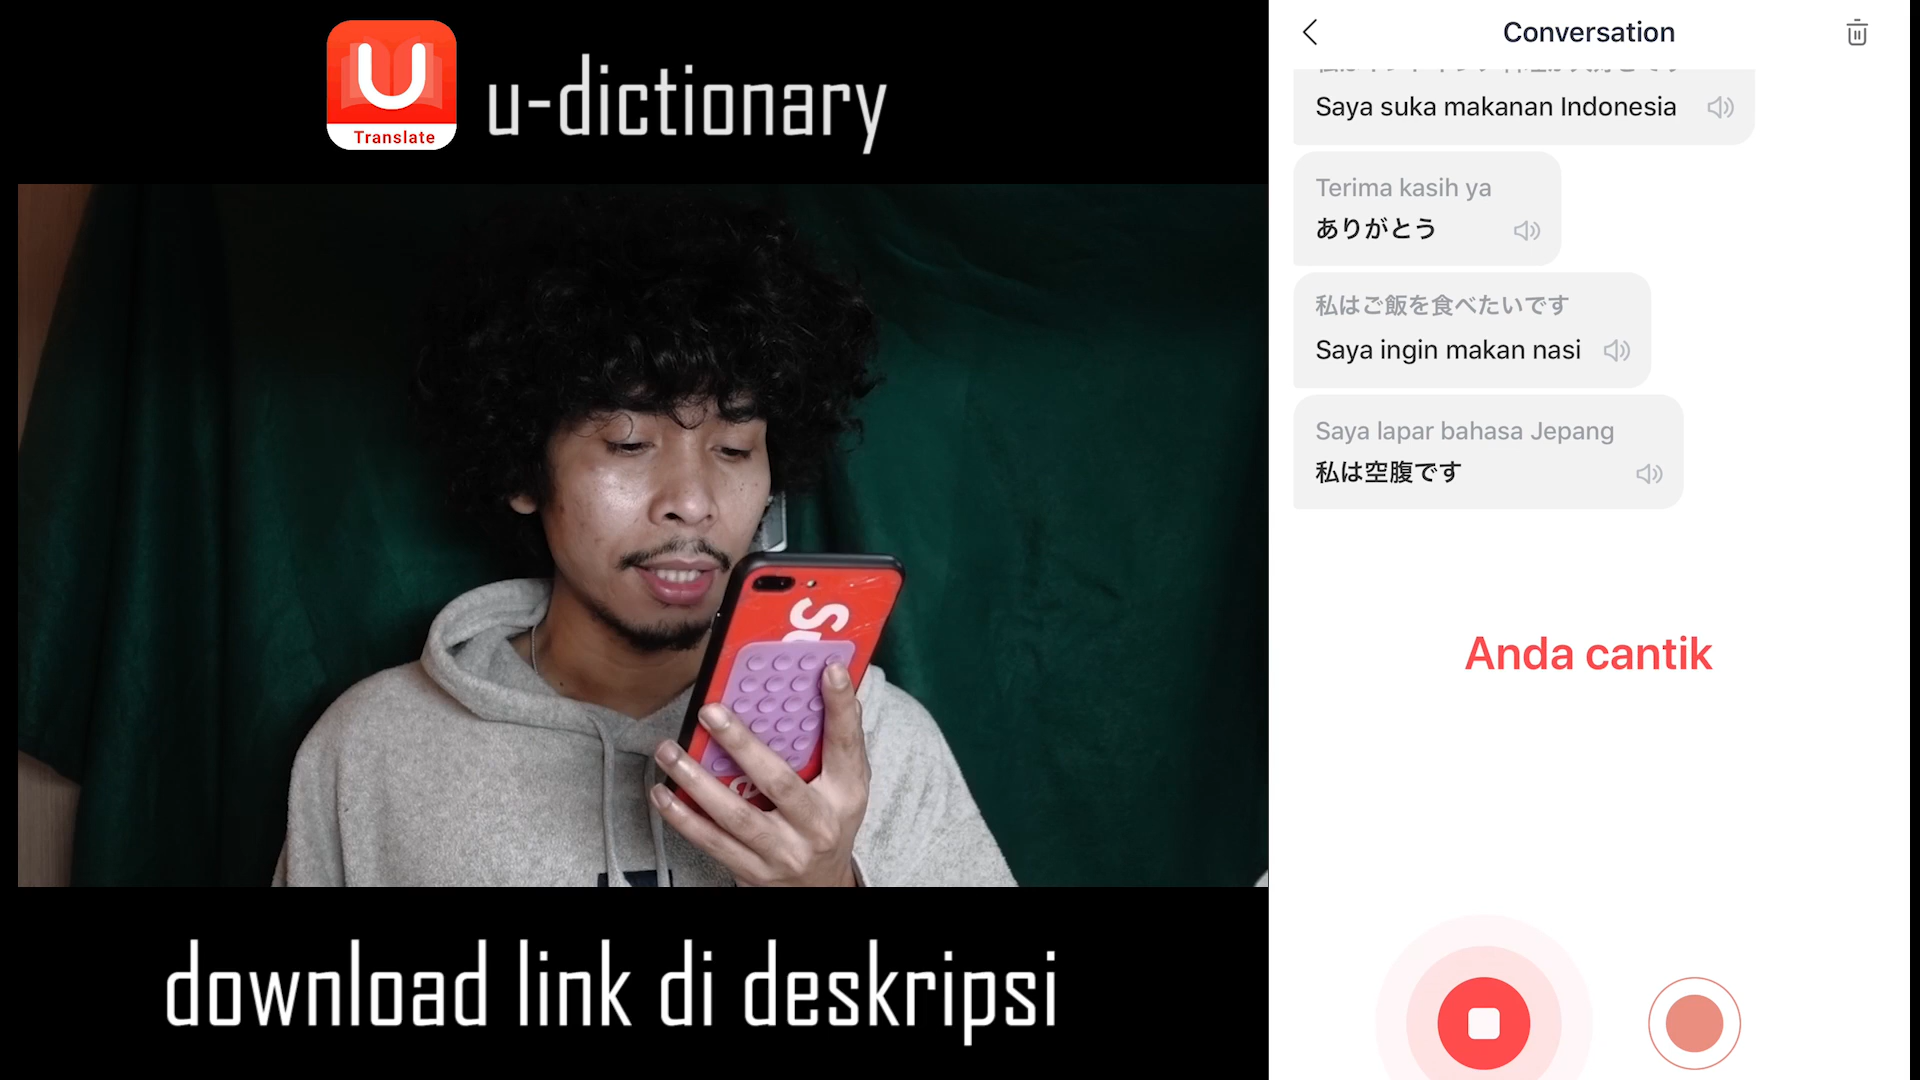 Translate
u-dictionary
download link di deskripsi
Conversation
Saya suka makanan Indonesia
Terima kasih ya
ありがとう
私はご飯を食べたいです
Saya ingin makan nasi
Saya lapar bahasa Jepang
私は空腹です
Anda cantik